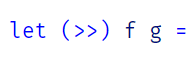 let (>>) f g =